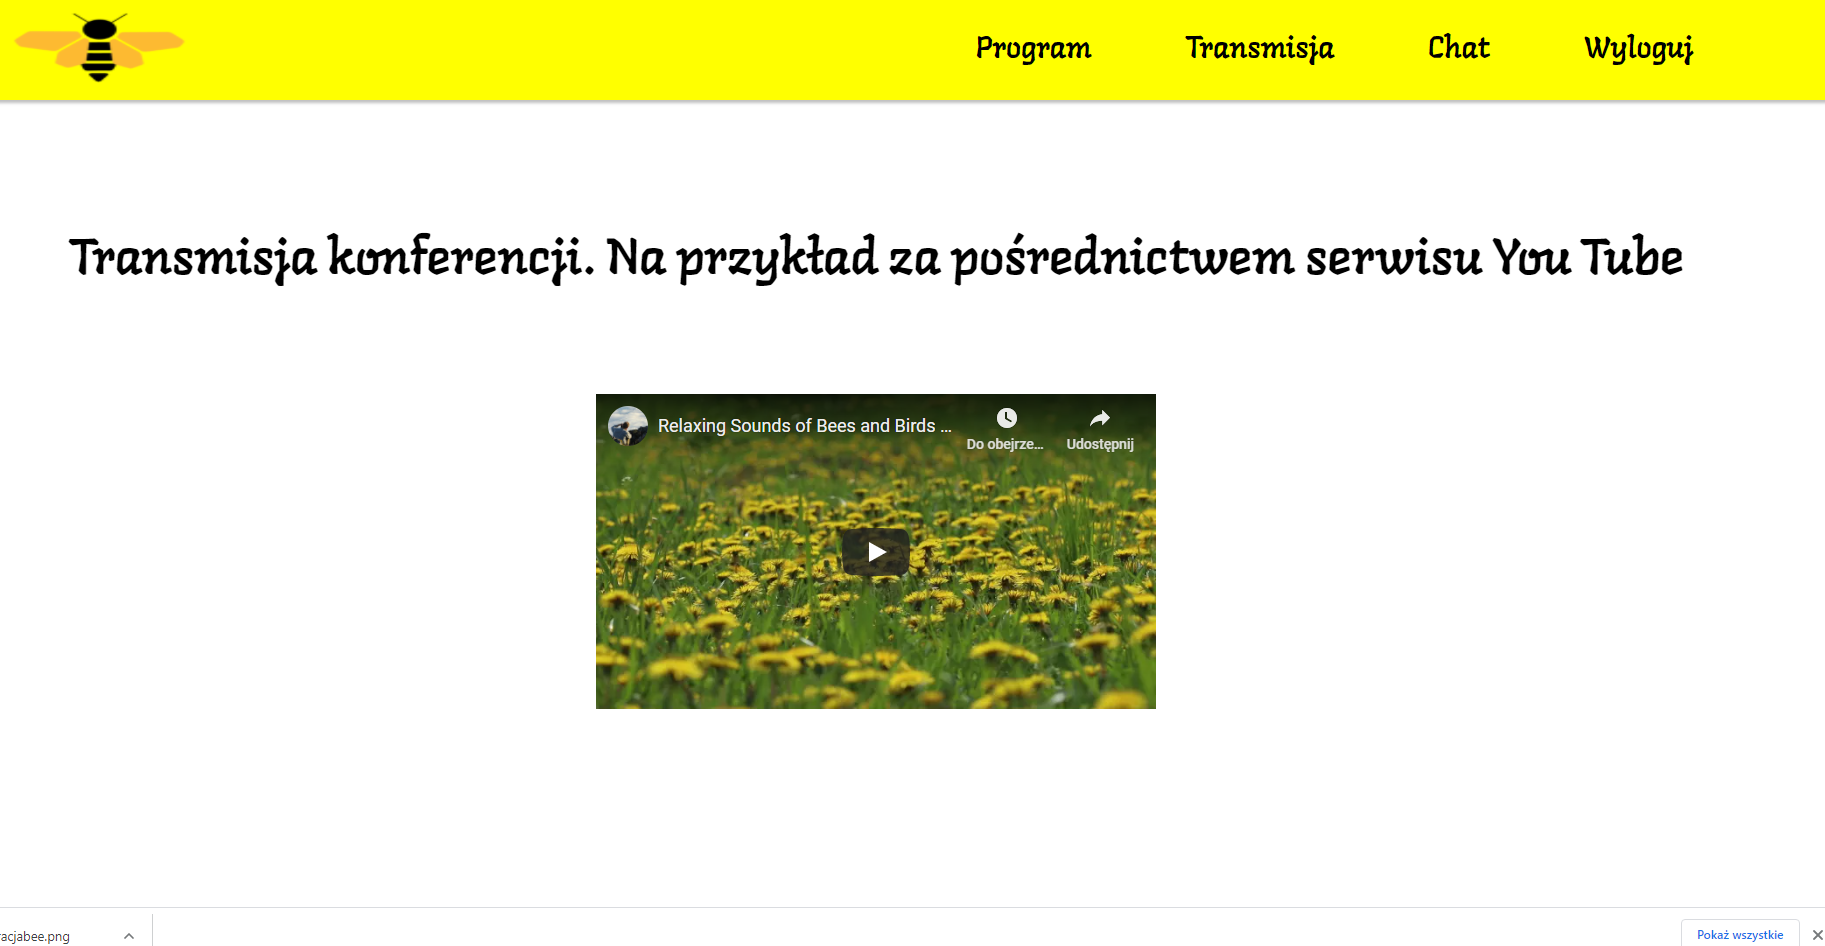 Program Transmisja Chat Wyloguj
Transmisja konferencji. Na przykład za pośrednictwem serwisu You Tube
Relaxing Sounds of Bees and Birds ...
Do obejrze... Udostępnij
acjabee.png
Pokaż wszystkie